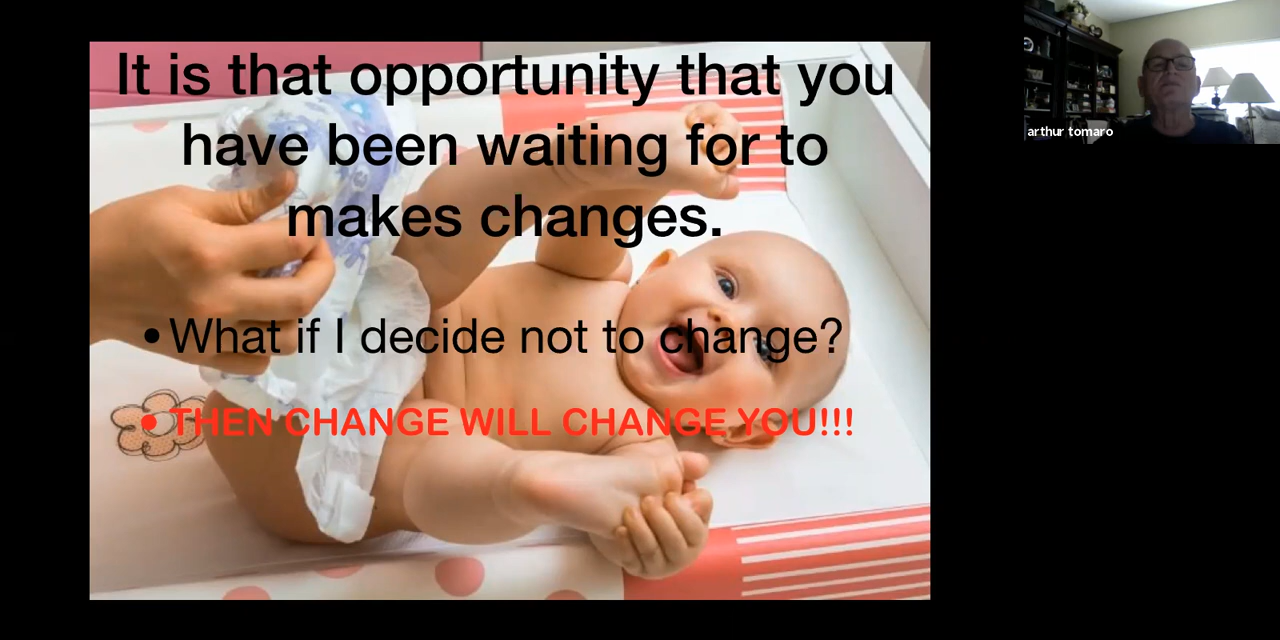 It is that opportunity that you
have been waiting for to
makes changes.
• What if I decide not to change?
• THEN CHANGE WILL CHANGE YOU!!!
arthur tomaro